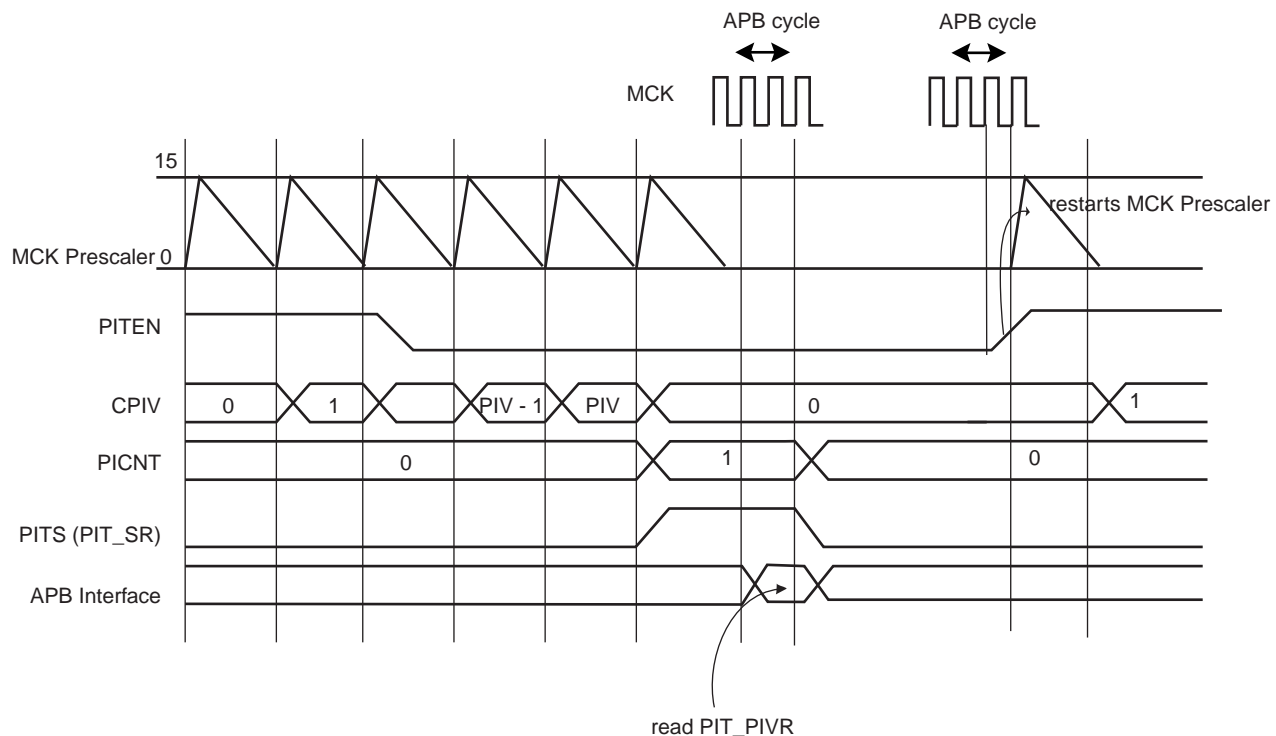 APB cycle
APB cycle
MCK
15
restarts MCK Prescaler
MCK Prescaler 0
PITEN
CPIV
0
1
PIV - 1
PIV
0
1
PICNT
0
1
0
PITS (PIT_SR)
APB Interface
read PIT_PIVR